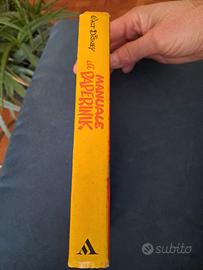 Walt Disney
MANUALE
di PAPERINIK
subito